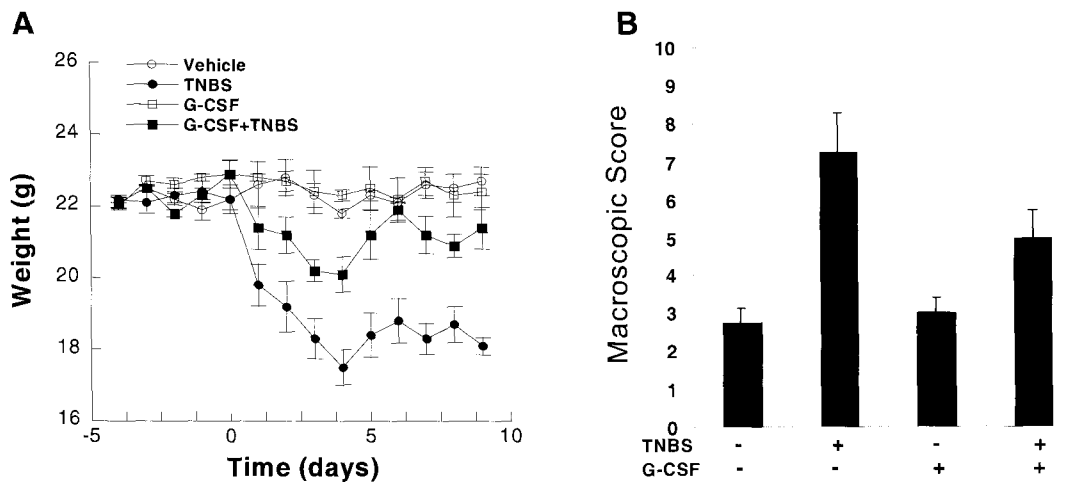 A
26
24
22
20
18
16
Weight (g)
Vehicle
TNBS
G-CSF
G-CSF+TNBS
-5 0 5 10
Time (days)
B
10
9
8
7
6
5
4
3
2
1
0
Macroscopic Score
TNBS - + - +
G-CSF - - + +